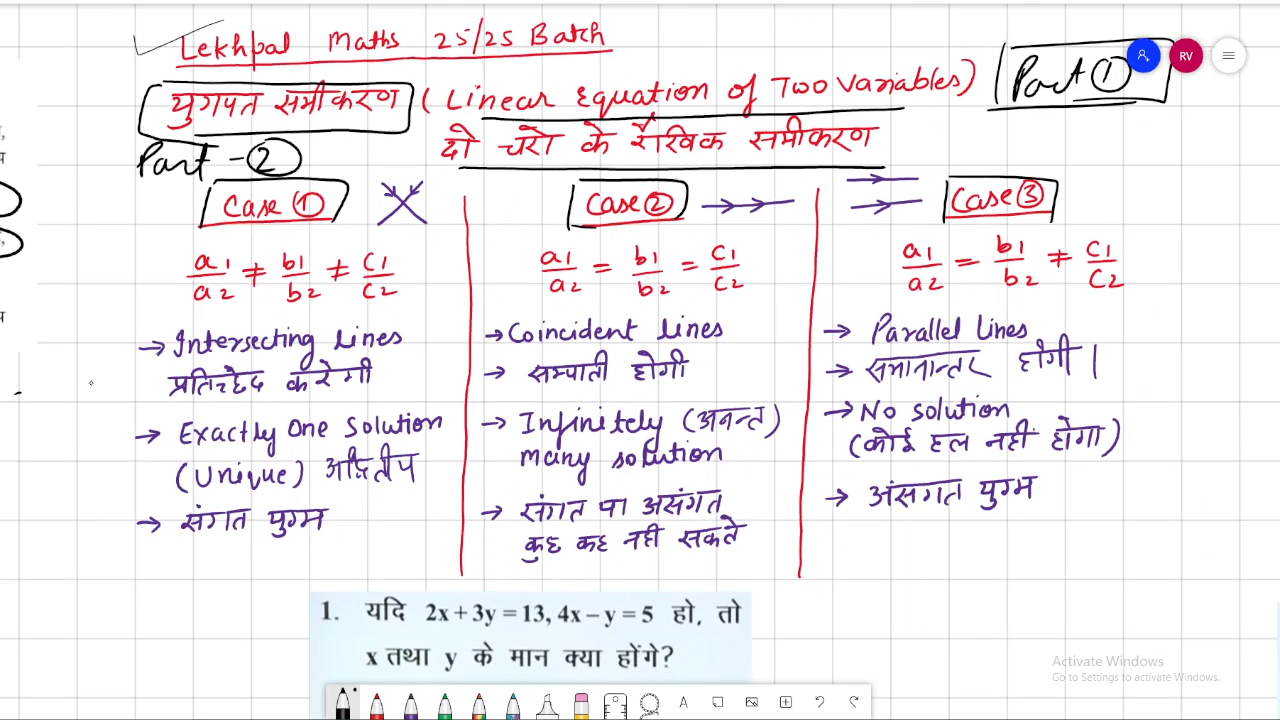 Lekhpal Maths 25/25 Batch
युगपत समीकरण (Linear Equation of Two Variables)
Part ①
दो चरो के रैखिक समीकरण
Part - ②
RV
Case ①
a1/a2 ≠ b1/b2 ≠ c1/c2
→ Intersecting lines
प्रतिच्छेद करेगी
→ Exactly One Solution
(Unique) अद्वितीय
→ संगत युग्म
Case ②
a1/a2 = b1/b2 = c1/c2
→ Coincident lines
→ सम्पाती होगी
→ Infinitely (अनन्त)
many solution
→ संगत या असंगत
कुछ कह नही सकते
Case ③
a1/a2 = b1/b2 ≠ c1/c2
→ Parallel Lines
→ समानान्तर होगी।
→ No solution
(कोई हल नहीं होगा)
→ अंसगत युग्म
1. यदि 2x + 3y = 13, 4x – y = 5 हो, तो
x तथा y के मान क्या होंगे?
A
Activate Windows
Go to Settings to activate Windows.